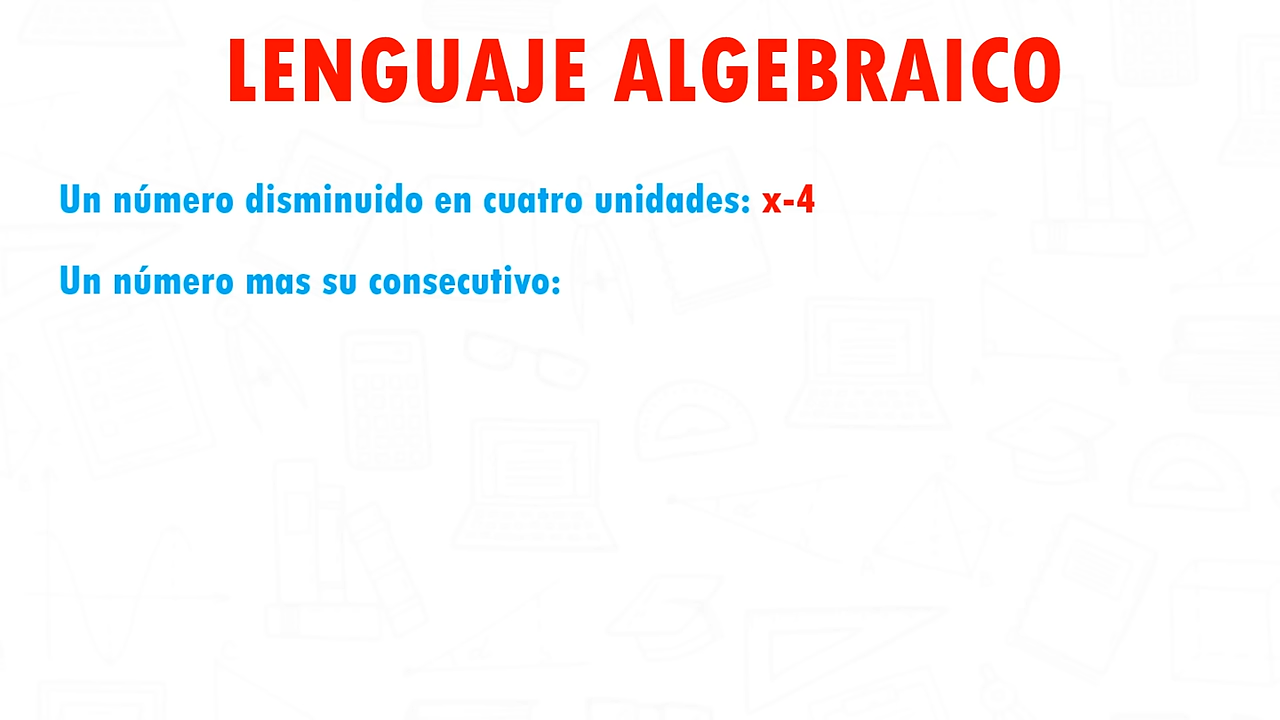 LENGUAJE ALGEBRAICO
Un número disminuido en cuatro unidades: x-4
Un número mas su consecutivo: